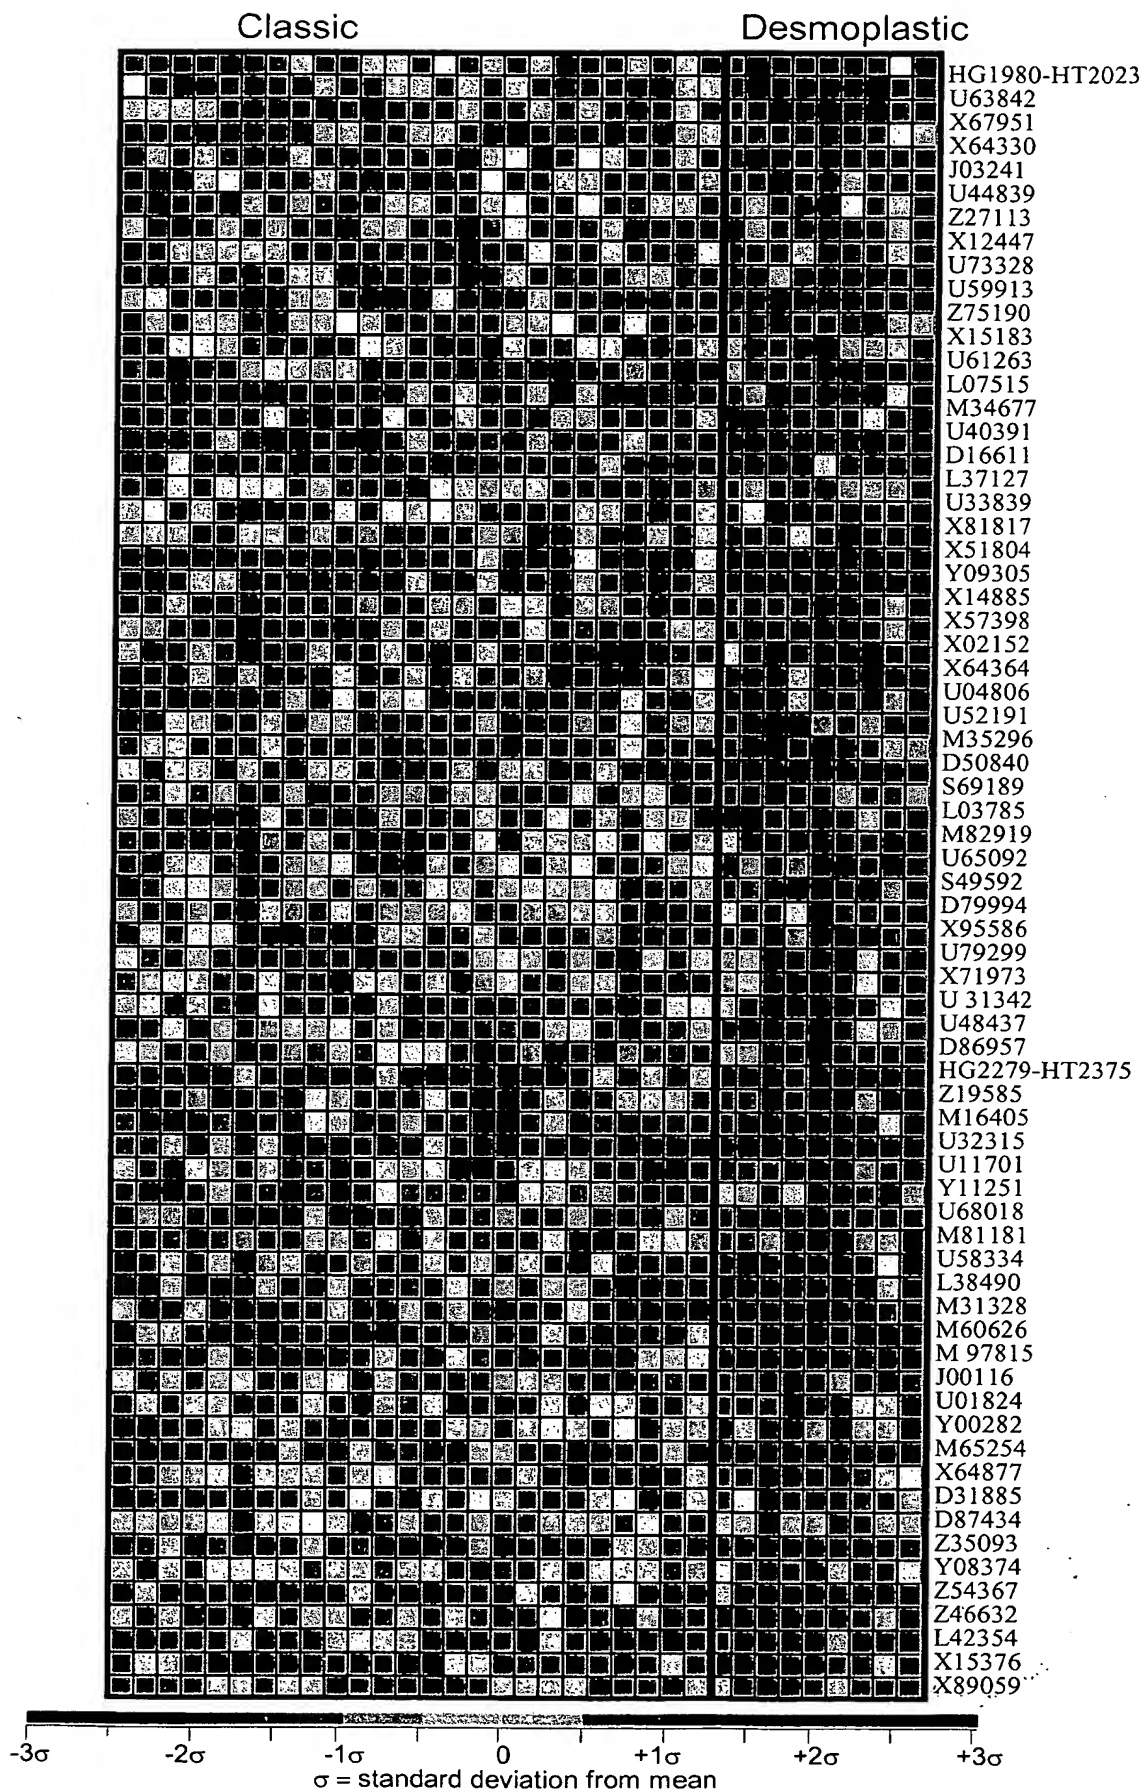 Classic
Desmoplastic
HG1980-HT2023
U63842
X67951
X64330
J03241
U44839
Z27113
X12447
U73328
U59913
Z75190
X15183
U61263
L07515
M34677
U40391
D16611
L37127
U33839
X81817
X51804
Y09305
X14885
X57398
X02152
X64364
U04806
U52191
M35296
D50840
S69189
L03785
M82919
U65092
S49592
D79994
X95586
U79299
X71973
U 31342
U48437
D86957
HG2279-HT2375
Z19585
M16405
U32315
U11701
Y11251
U68018
M81181
U58334
L38490
M31328
M60626
M 97815
J00116
U01824
Y00282
M65254
X64877
D31885
D87434
Z35093
Y08374
Z54367
Z46632
L42354
X15376
X89059
-3σ -2σ -1σ 0 +1σ +2σ +3σ
σ = standard deviation from mean